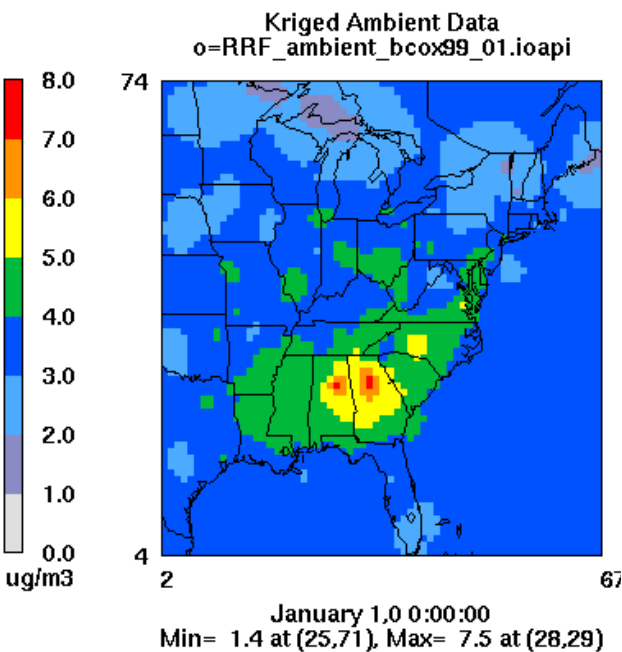 Kriged Ambient Data
o=RRF_ambient_bcox99_01.ioapi
8.0
7.0
6.0
5.0
4.0
3.0
2.0
1.0
0.0
ug/m3
74
4
2
67
January 1,0 0:00:00
Min= 1.4 at (25,71), Max= 7.5 at (28,29)